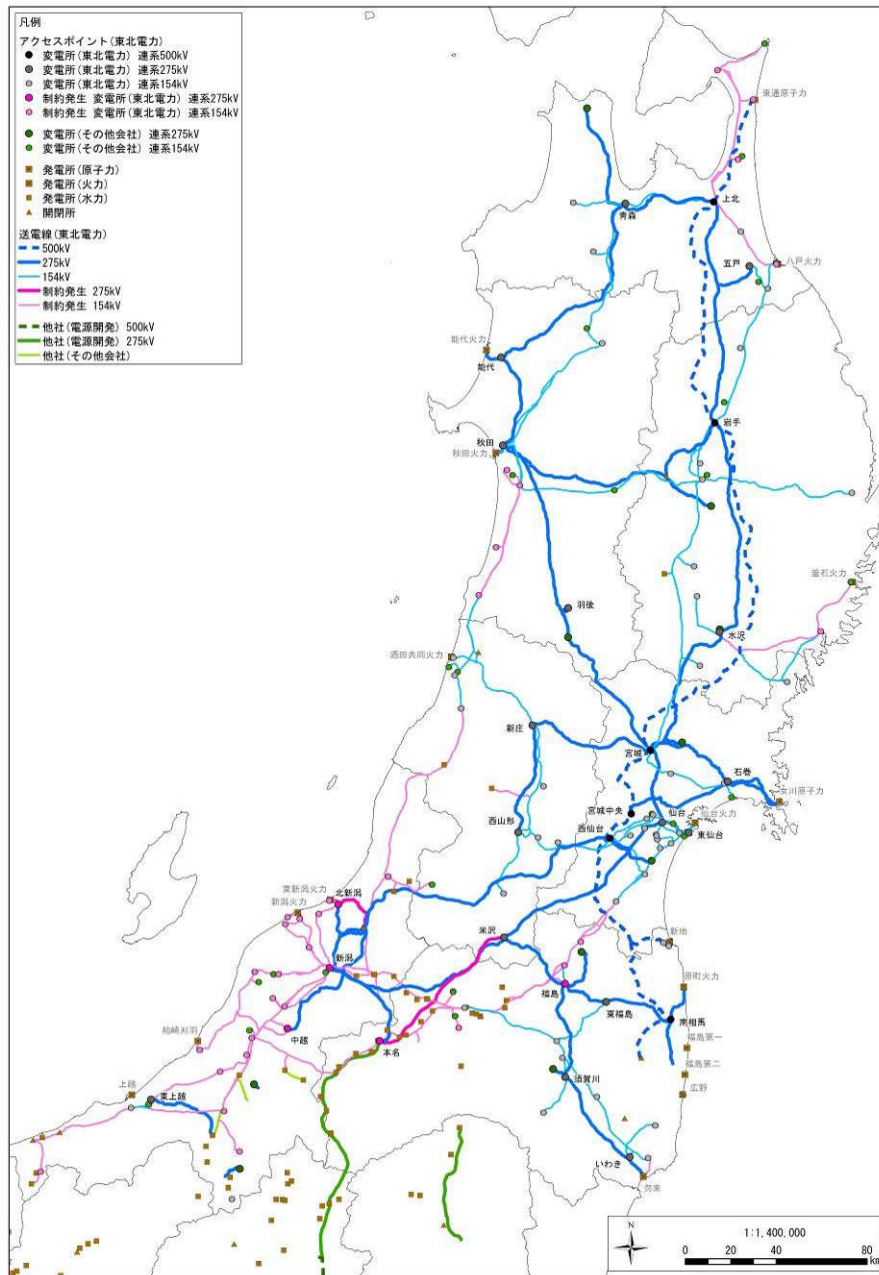 凡例
アクセスポイント(東北電力)
変電所(東北電力) 連系500kV
変電所(東北電力) 連系275kV
変電所(東北電力) 連系154kV
制約発生 変電所(東北電力) 連系275kV
制約発生 変電所(東北電力) 連系154kV
変電所(その他会社) 連系275kV
変電所(その他会社) 連系154kV
発電所(原子力)
発電所(火力)
発電所(水力)
開閉所
送電線(東北電力)
500kV
275kV
154kV
制約発生 275kV
制約発生 154kV
他社(電源開発) 500kV
他社(電源開発) 275kV
他社(その他会社)
東通原子力
上北
青森
五戸
八戸火力
能代火力
能代
岩手
秋田
秋田火力
釜石火力
羽後
水沢
酒田共同火力
新庄
宮城
石巻
女川原子力
宮城中央
仙台
仙台火力
西山形
西仙台
東仙台
東新潟火力
北新潟
新潟火力
米沢
新地
新潟
福島
原町火力
東福島
南相馬
中越
柏崎刈羽
本名
福島第一
須賀川
福島第二
上越
東上越
広野
いわき
勿来
N
1:1,400,000
0 20 40 80
km